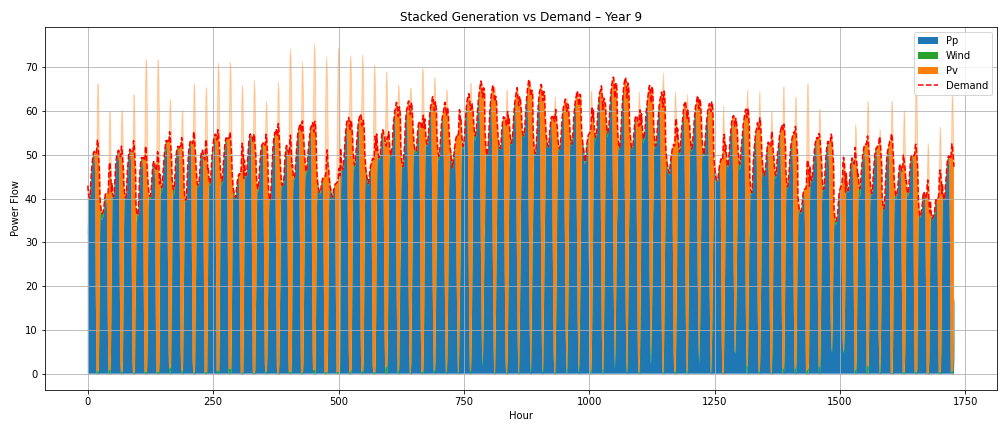 Stacked Generation vs Demand – Year 9
Pp
Wind
Pv
Demand
Power Flow
70
60
50
40
30
20
10
0
0 250 500 750 1000 1250 1500 1750
Hour